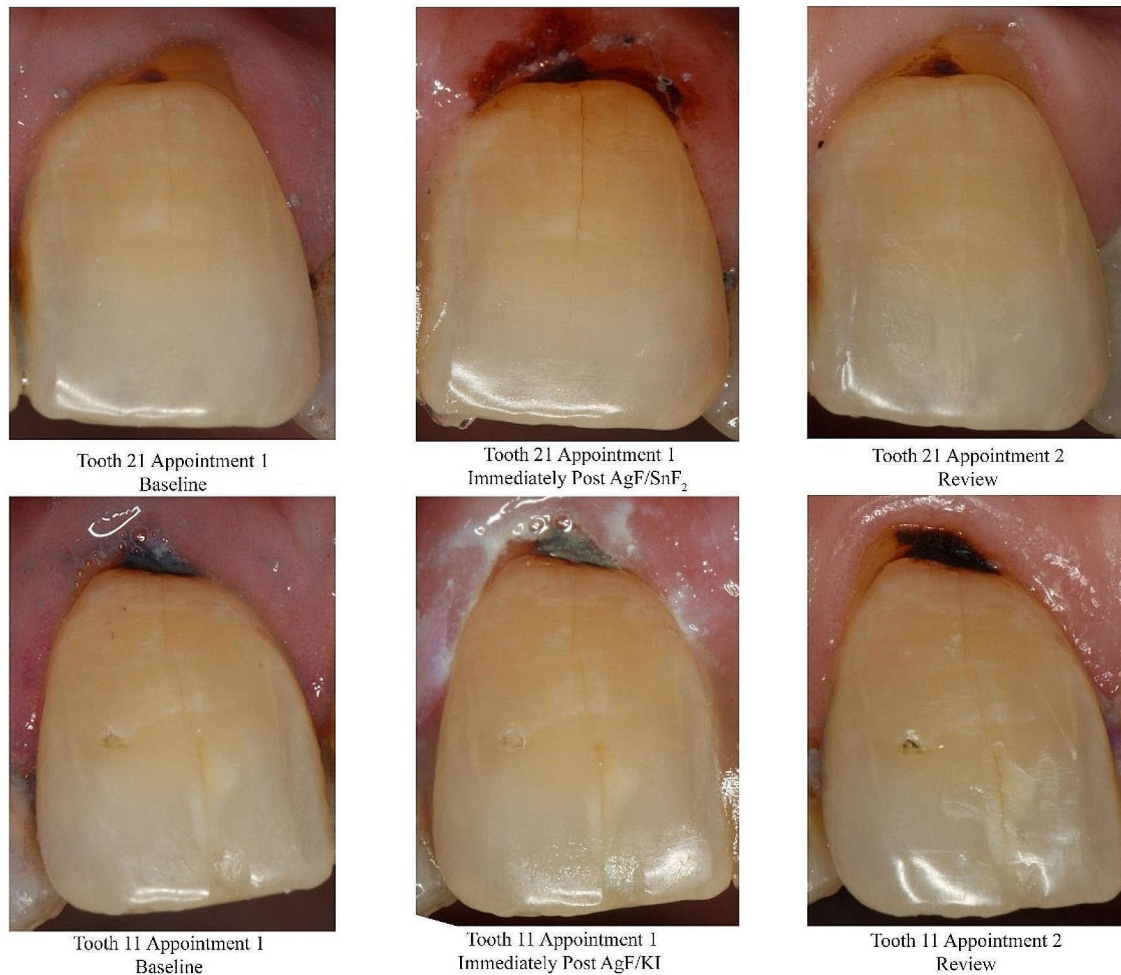 Tooth 21 Appointment 1
Baseline
Tooth 21 Appointment 1
Immediately Post AgF/SnF₂
Tooth 21 Appointment 2
Review
Tooth 11 Appointment 1
Baseline
Tooth 11 Appointment 1
Immediately Post AgF/KI
Tooth 11 Appointment 2
Review